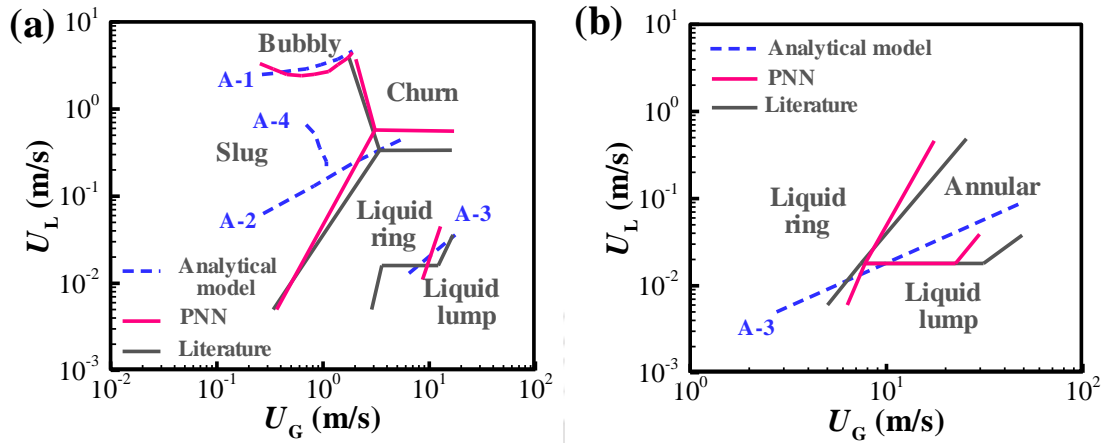 (a)
10^1
10^0
10^-1
10^-2
10^-3
U_L (m/s)
Bubbly
A-1
Churn
A-4
Slug
A-2
Liquid
ring
A-3
Liquid
lump
Analytical
model
PNN
Literature
10^-2
10^-1
10^0
10^1
10^2
U_G (m/s)
(b)
10^1
10^0
10^-1
10^-2
10^-3
U_L (m/s)
Analytical model
PNN
Literature
Liquid
ring
Annular
Liquid
lump
A-3
10^0
10^1
10^2
U_G (m/s)